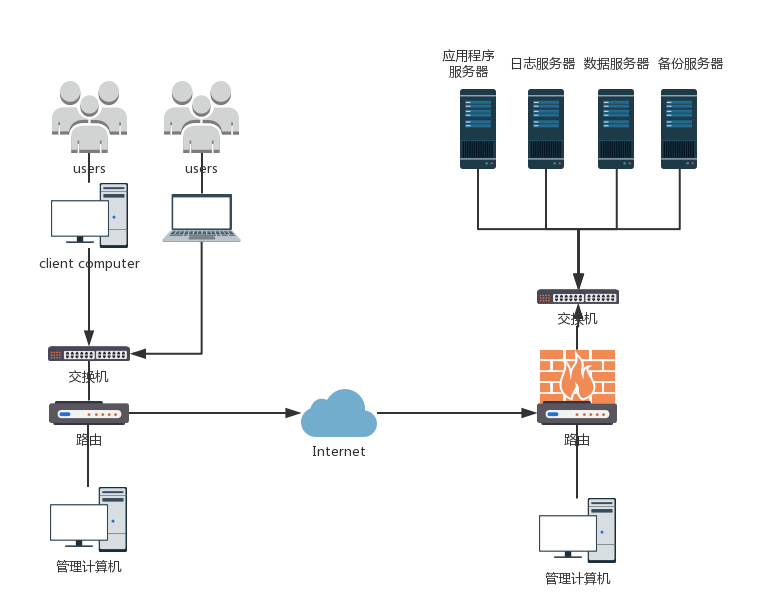 应用程序
服务器
日志服务器
数据服务器
备份服务器
users
users
client computer
交换机
交换机
路由
路由
Internet
管理计算机
管理计算机